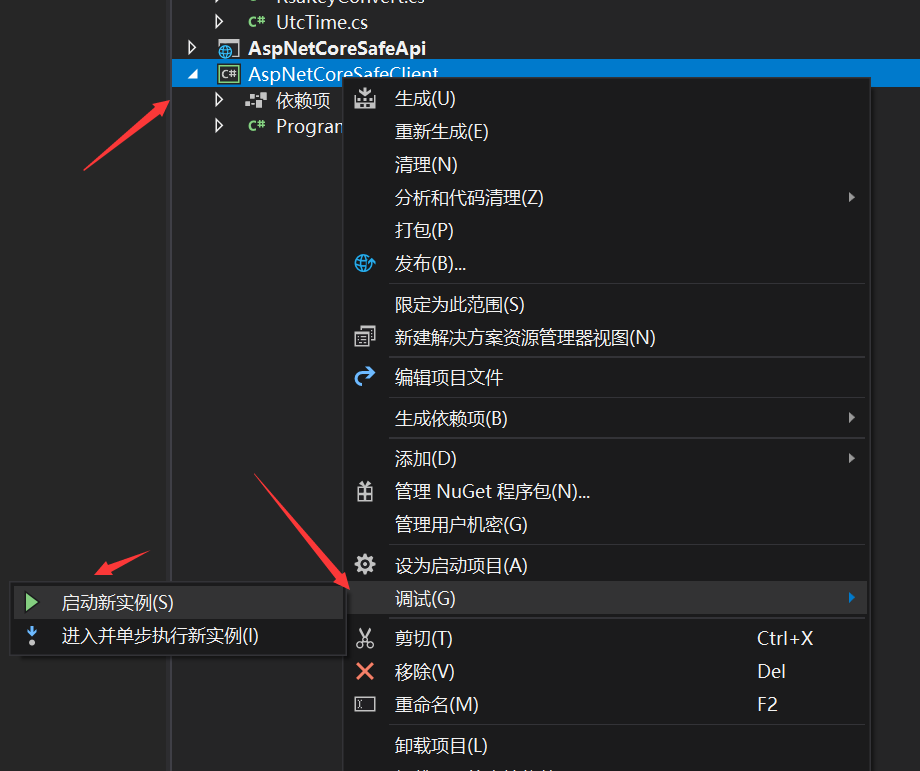 RsaKeyConvert.cs
C# UtcTime.cs
AspNetCoreSafeApi
C# AspNetCoreSafeClient
依赖项
C# Program
生成(U)
重新生成(E)
清理(N)
分析和代码清理(Z)
打包(P)
发布(B)...
限定为此范围(S)
新建解决方案资源管理器视图(N)
编辑项目文件
生成依赖项(B)
添加(D)
管理 NuGet 程序包(N)...
管理用户机密(G)
设为启动项目(A)
调试(G)
启动新实例(S)
进入并单步执行新实例(I)
剪切(T) Ctrl+X
移除(V) Del
重命名(M) F2
卸载项目(L)